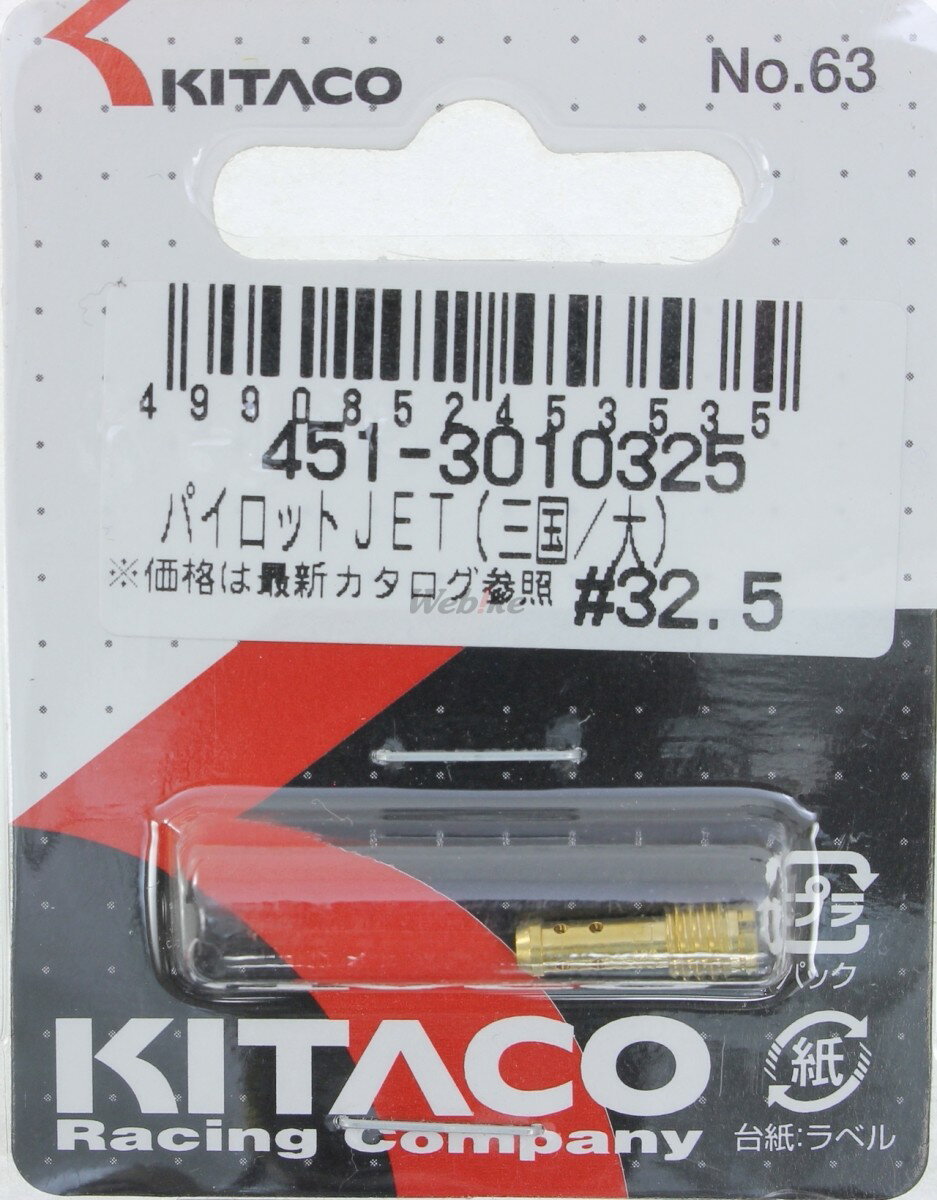 KITACO
No.63
4990852453535
451-3010325
パイロットJET(三国/大)
※価格は最新カタログ参照 #32.5
Webike
プラ
パック
KITACO
Racing Company
紙
台紙:ラベル